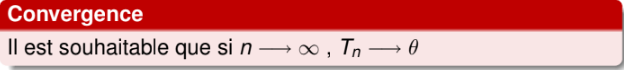 Convergence
Il est souhaitable que si n ⟶ ∞ , Tₙ ⟶ θ